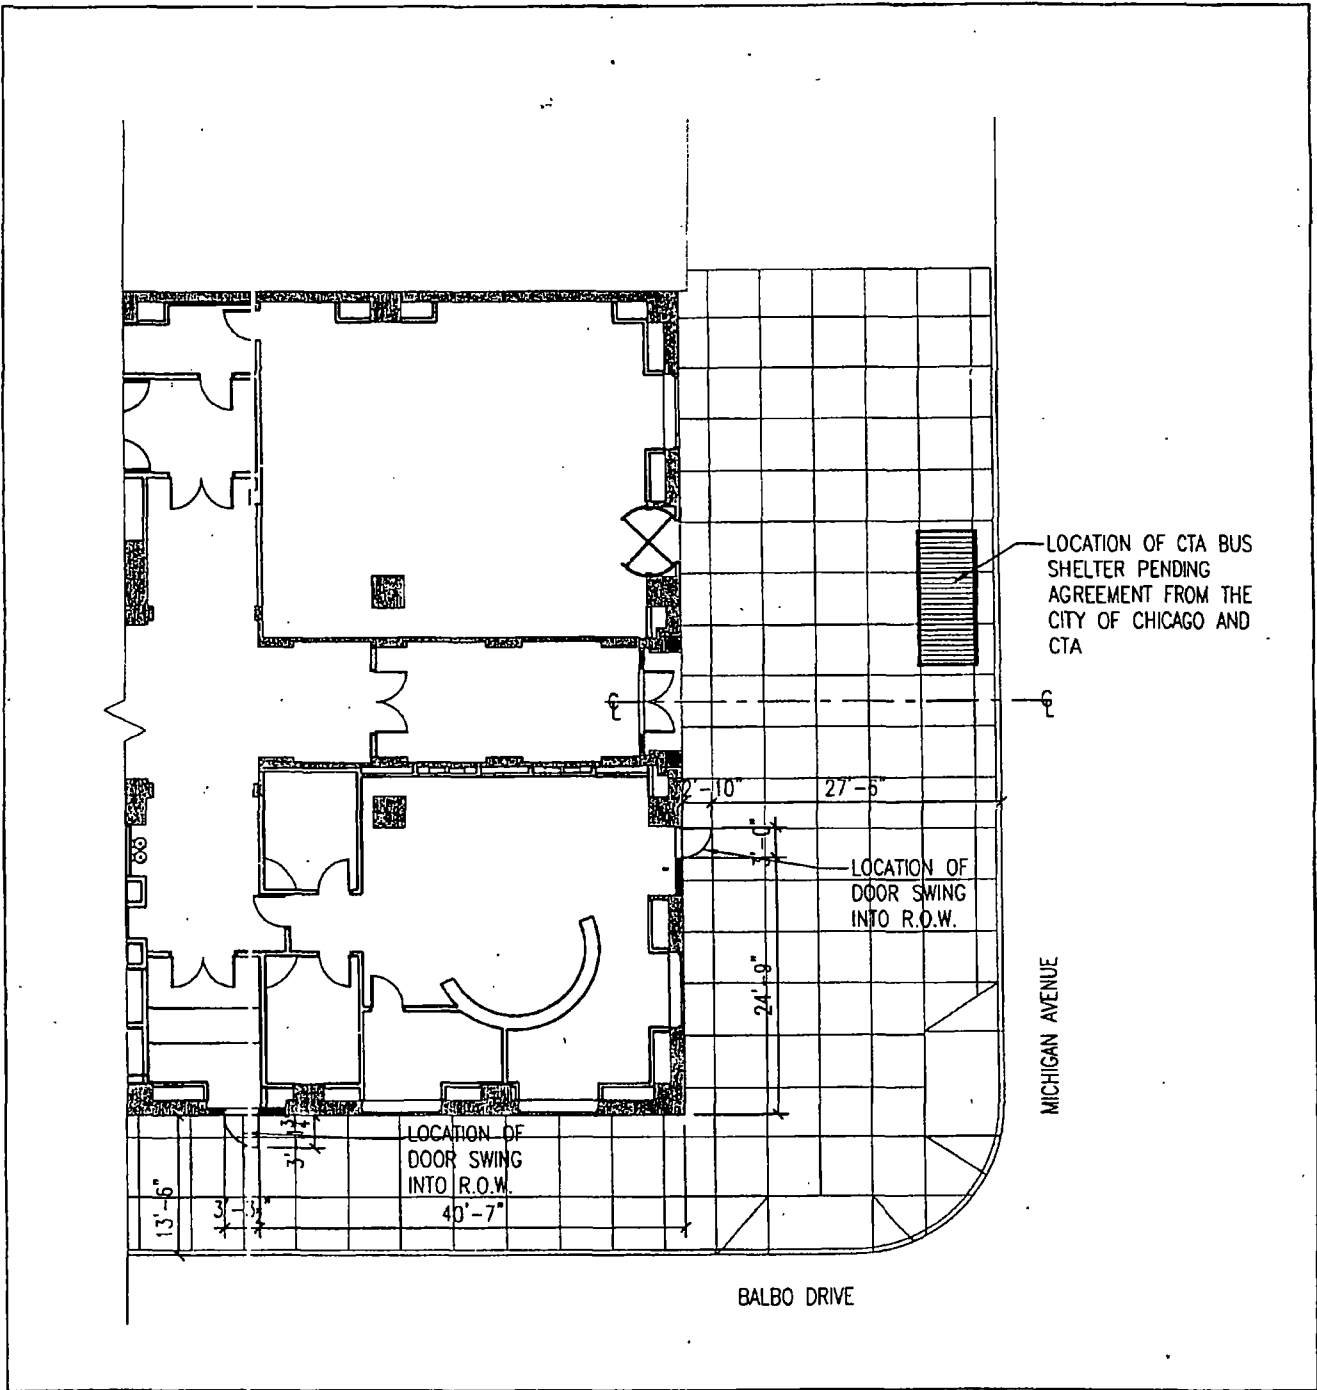 LOCATION OF CTA BUS
SHELTER PENDING
AGREEMENT FROM THE
CITY OF CHICAGO AND
CTA
2'-10"
27'-6"
3'-0"
LOCATION OF
DOOR SWING
INTO R.O.W.
24'-9"
MICHIGAN AVENUE
LOCATION OF
DOOR SWING
INTO R.O.W.
40'-7"
13'-6"
BALBO DRIVE